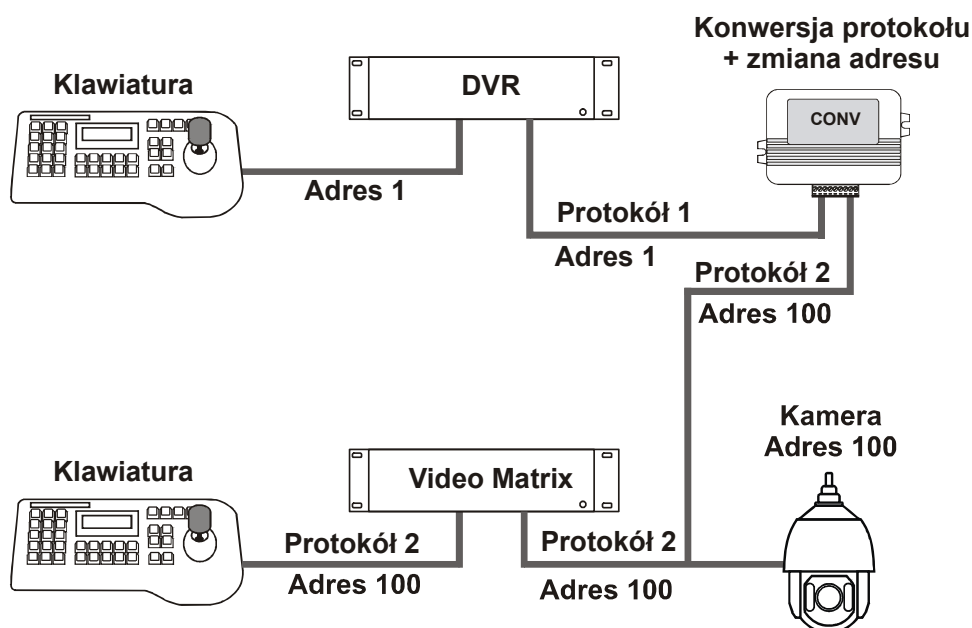 Konwersja protokołu
+ zmiana adresu
Klawiatura
DVR
CONV
Adres 1
Protokół 1
Adres 1
Protokół 2
Adres 100
Kamera
Adres 100
Klawiatura
Video Matrix
Protokół 2
Adres 100
Protokół 2
Adres 100